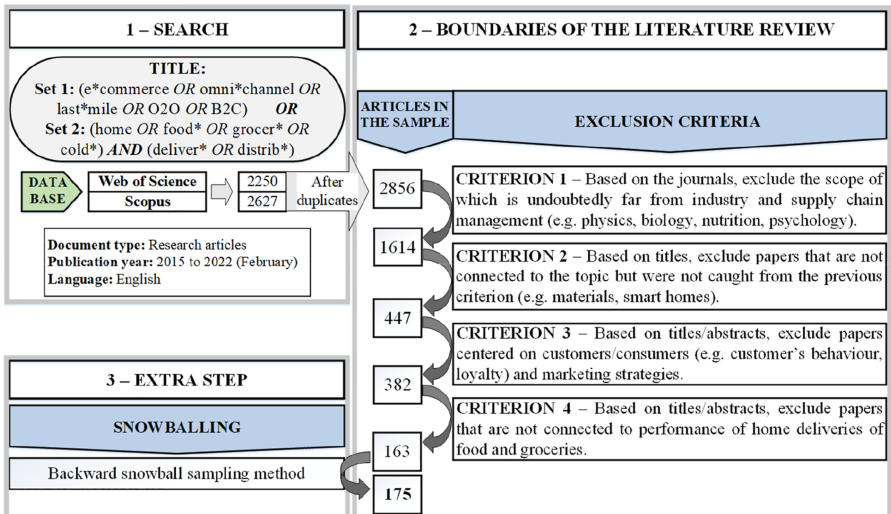 1 – SEARCH
TITLE:
Set 1: (e*commerce OR omni*channel OR
last*mile OR O2O OR B2C) OR
Set 2: (home OR food* OR grocer* OR
cold*) AND (deliver* OR distrib*)
DATA
BASE
Web of Science
Scopus
2250
2627
After
duplicates
Document type: Research articles
Publication year: 2015 to 2022 (February)
Language: English
2 – BOUNDARIES OF THE LITERATURE REVIEW
ARTICLES IN
THE SAMPLE
EXCLUSION CRITERIA
2856
CRITERION 1 – Based on the journals, exclude the scope of
which is undoubtedly far from industry and supply chain
management (e.g. physics, biology, nutrition, psychology).
1614
CRITERION 2 – Based on titles, exclude papers that are not
connected to the topic but were not caught from the previous
criterion (e.g. materials, smart homes).
447
CRITERION 3 – Based on titles/abstracts, exclude papers
centered on customers/consumers (e.g. customer's behaviour,
loyalty) and marketing strategies.
382
CRITERION 4 – Based on titles/abstracts, exclude papers
that are not connected to performance of home deliveries of
food and groceries.
163
175
3 – EXTRA STEP
SNOWBALLING
Backward snowball sampling method